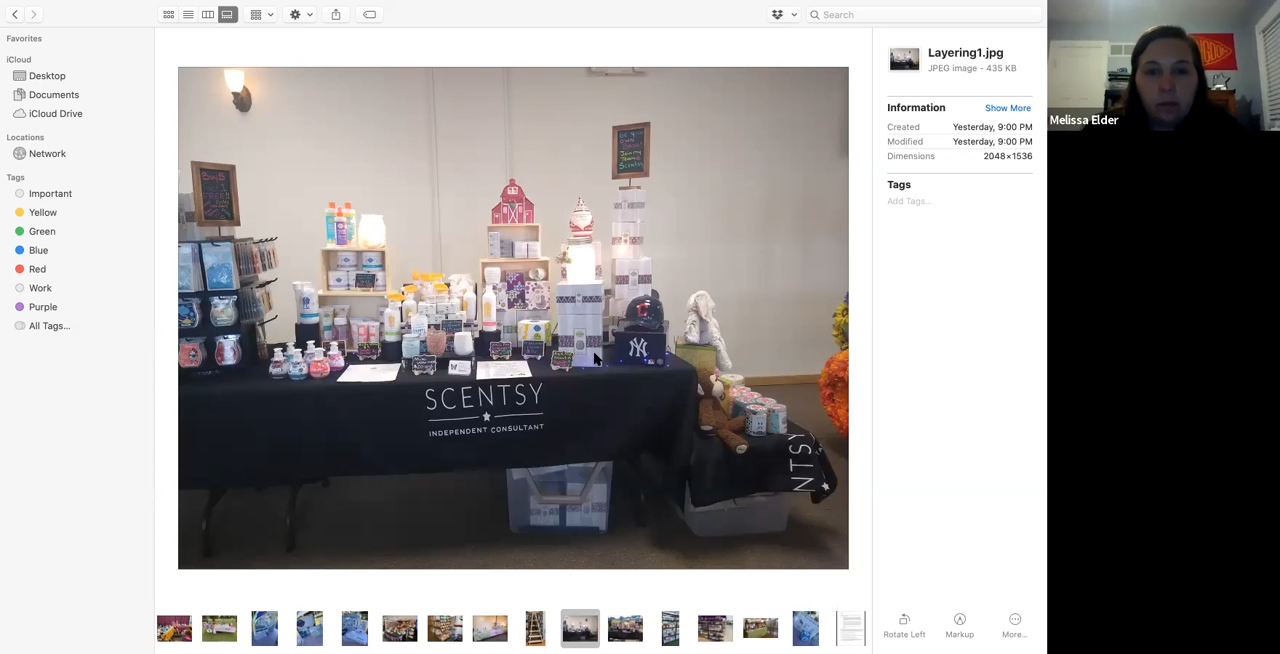 Search
Favorites
iCloud
Desktop
Documents
iCloud Drive
Locations
Network
Tags
Important
Yellow
Green
Blue
Red
Work
Purple
All Tags...
SCENTSY
INDEPENDENT CONSULTANT
NTSY
Layering1.jpg
JPEG image - 435 KB
Information Show More
Created Yesterday, 9:00 PM
Modified Yesterday, 9:00 PM
Dimensions 2048×1536
Tags
Add Tags...
Rotate Left Markup More...
Melissa Elder